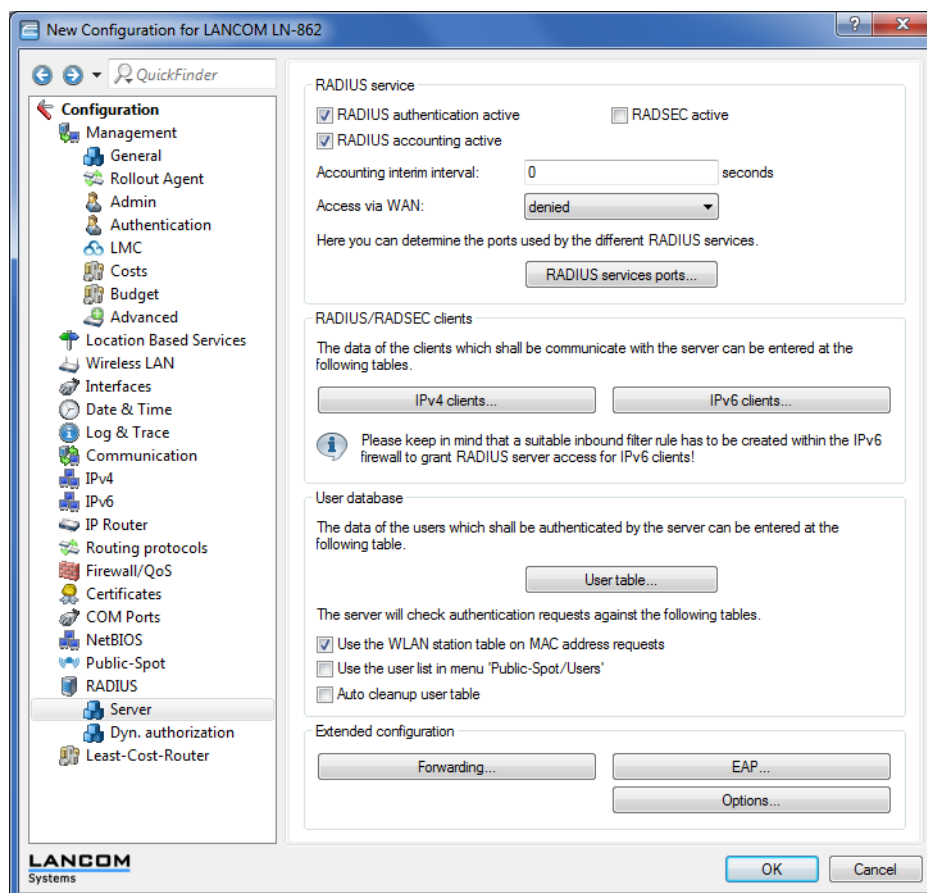 New Configuration for LANCOM LN-862
QuickFinder
Configuration
Management
General
Rollout Agent
Admin
Authentication
LMC
Costs
Budget
Advanced
Location Based Services
Wireless LAN
Interfaces
Date & Time
Log & Trace
Communication
IPv4
IPv6
IP Router
Routing protocols
Firewall/QoS
Certificates
COM Ports
NetBIOS
Public-Spot
RADIUS
Server
Dyn. authorization
Least-Cost-Router
RADIUS service
RADIUS authentication active
RADSEC active
RADIUS accounting active
Accounting interim interval: 0 seconds
Access via WAN: denied
Here you can determine the ports used by the different RADIUS services.
RADIUS services ports...
RADIUS/RADSEC clients
The data of the clients which shall be communicate with the server can be entered at the
following tables.
IPv4 clients...
IPv6 clients...
Please keep in mind that a suitable inbound filter rule has to be created within the IPv6
firewall to grant RADIUS server access for IPv6 clients!
User database
The data of the users which shall be authenticated by the server can be entered at the
following table.
User table...
The server will check authentication requests against the following tables.
Use the WLAN station table on MAC address requests
Use the user list in menu 'Public-Spot/Users'
Auto cleanup user table
Extended configuration
Forwarding...
EAP...
Options...
LANCOM
Systems
OK
Cancel